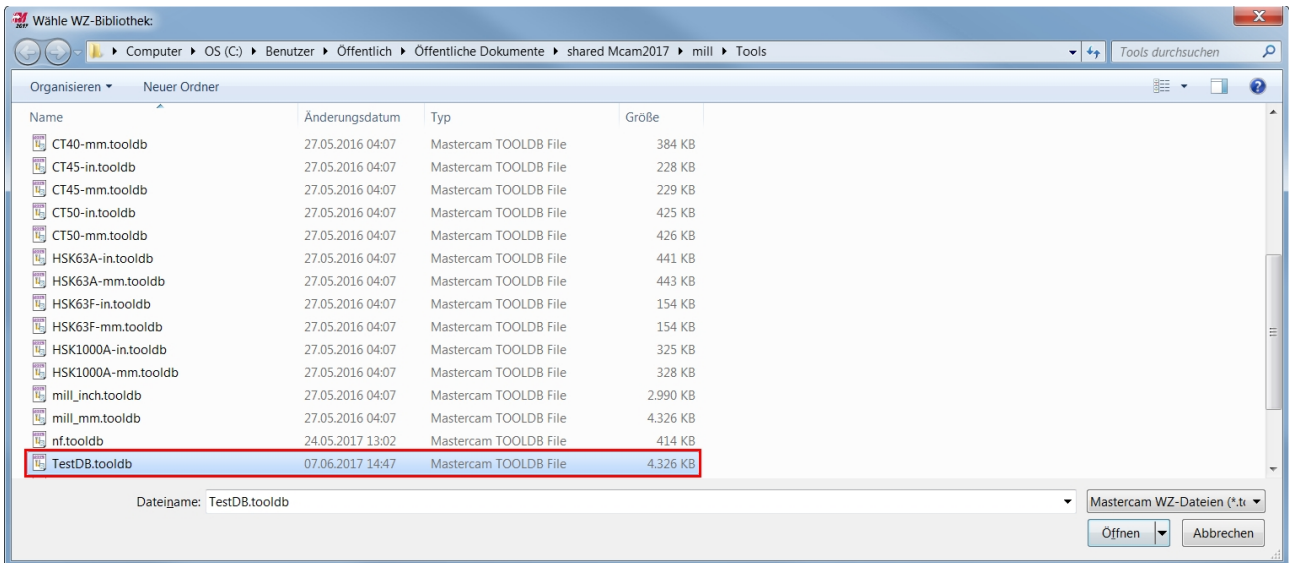 Wähle WZ-Bibliothek:
Computer OS (C:) Benutzer Öffentlich Öffentliche Dokumente shared Mcam2017 mill Tools Tools durchsuchen
Organisieren Neuer Ordner
Name Änderungsdatum Typ Größe
CT40-mm.tooldb 27.05.2016 04:07 Mastercam TOOLDB File 384 KB
CT45-in.tooldb 27.05.2016 04:07 Mastercam TOOLDB File 228 KB
CT45-mm.tooldb 27.05.2016 04:07 Mastercam TOOLDB File 229 KB
CT50-in.tooldb 27.05.2016 04:07 Mastercam TOOLDB File 425 KB
CT50-mm.tooldb 27.05.2016 04:07 Mastercam TOOLDB File 426 KB
HSK63A-in.tooldb 27.05.2016 04:07 Mastercam TOOLDB File 441 KB
HSK63A-mm.tooldb 27.05.2016 04:07 Mastercam TOOLDB File 443 KB
HSK63F-in.tooldb 27.05.2016 04:07 Mastercam TOOLDB File 154 KB
HSK63F-mm.tooldb 27.05.2016 04:07 Mastercam TOOLDB File 154 KB
HSK1000A-in.tooldb 27.05.2016 04:07 Mastercam TOOLDB File 325 KB
HSK1000A-mm.tooldb 27.05.2016 04:07 Mastercam TOOLDB File 328 KB
mill_inch.tooldb 27.05.2016 04:07 Mastercam TOOLDB File 2.990 KB
mill_mm.tooldb 27.05.2016 04:07 Mastercam TOOLDB File 4.326 KB
nf.tooldb 24.05.2017 13:02 Mastercam TOOLDB File 414 KB
TestDB.tooldb 07.06.2017 14:47 Mastercam TOOLDB File 4.326 KB
Dateiname: TestDB.tooldb Mastercam WZ-Dateien (*.to
Öffnen Abbrechen